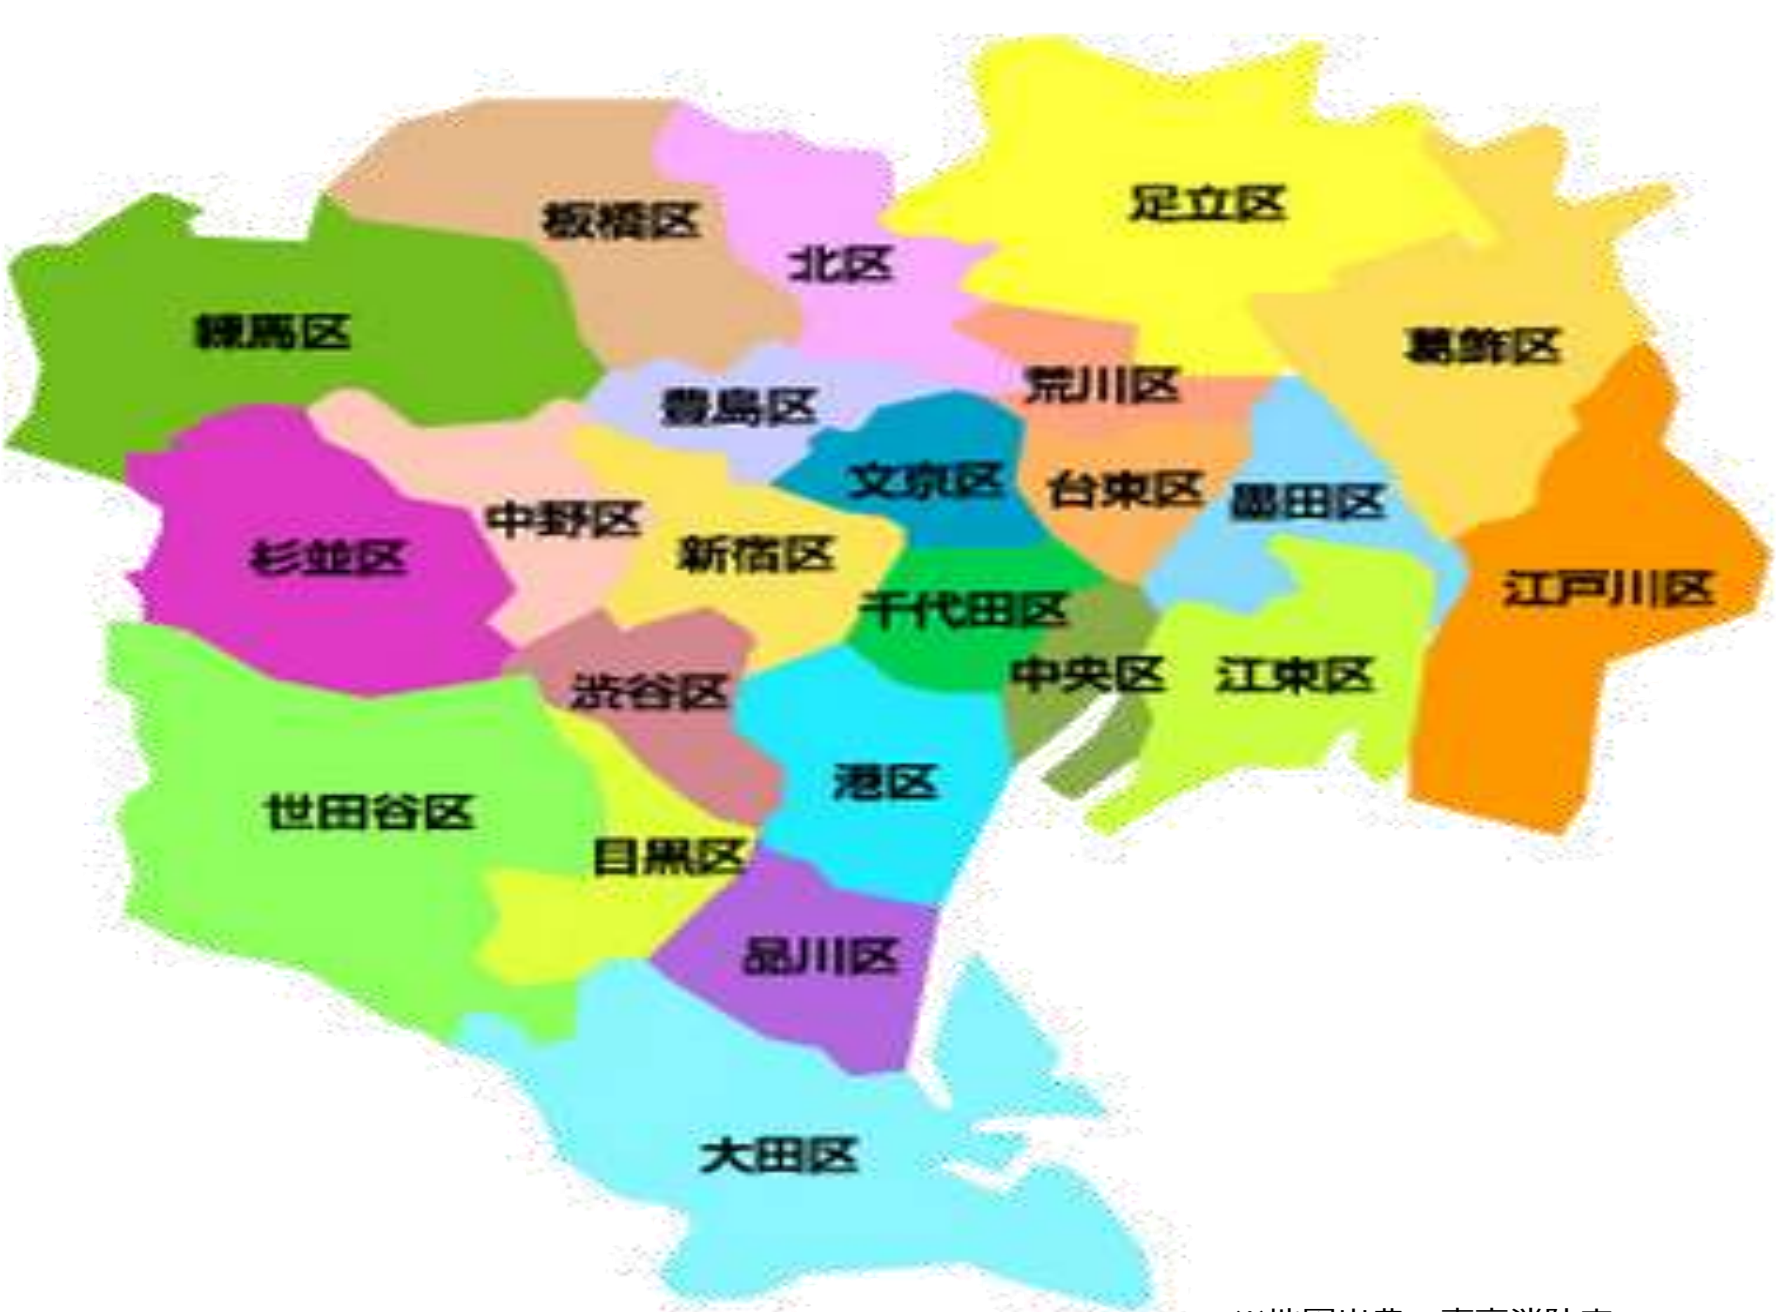 足立区
板橋区
北区
練馬区
葛飾区
荒川区
豊島区
文京区
台東区
墨田区
中野区
新宿区
杉並区
江戸川区
千代田区
中央区
江東区
渋谷区
港区
世田谷区
目黒区
品川区
大田区